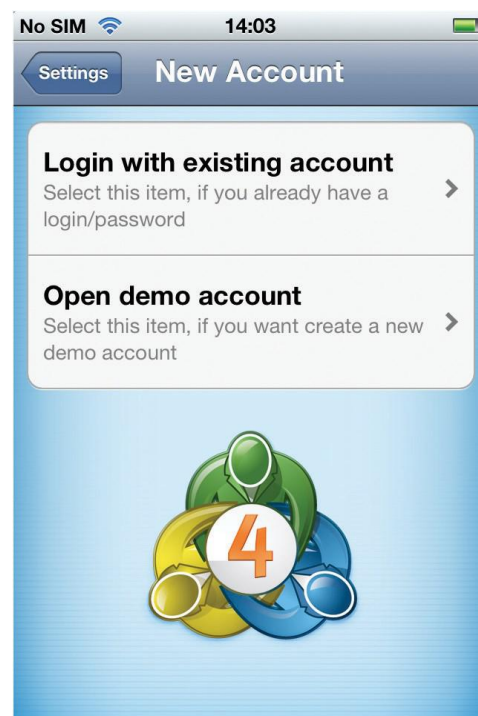 No SIM 14:03
Settings New Account
Login with existing account
Select this item, if you already have a
login/password
Open demo account
Select this item, if you want create a new
demo account
4